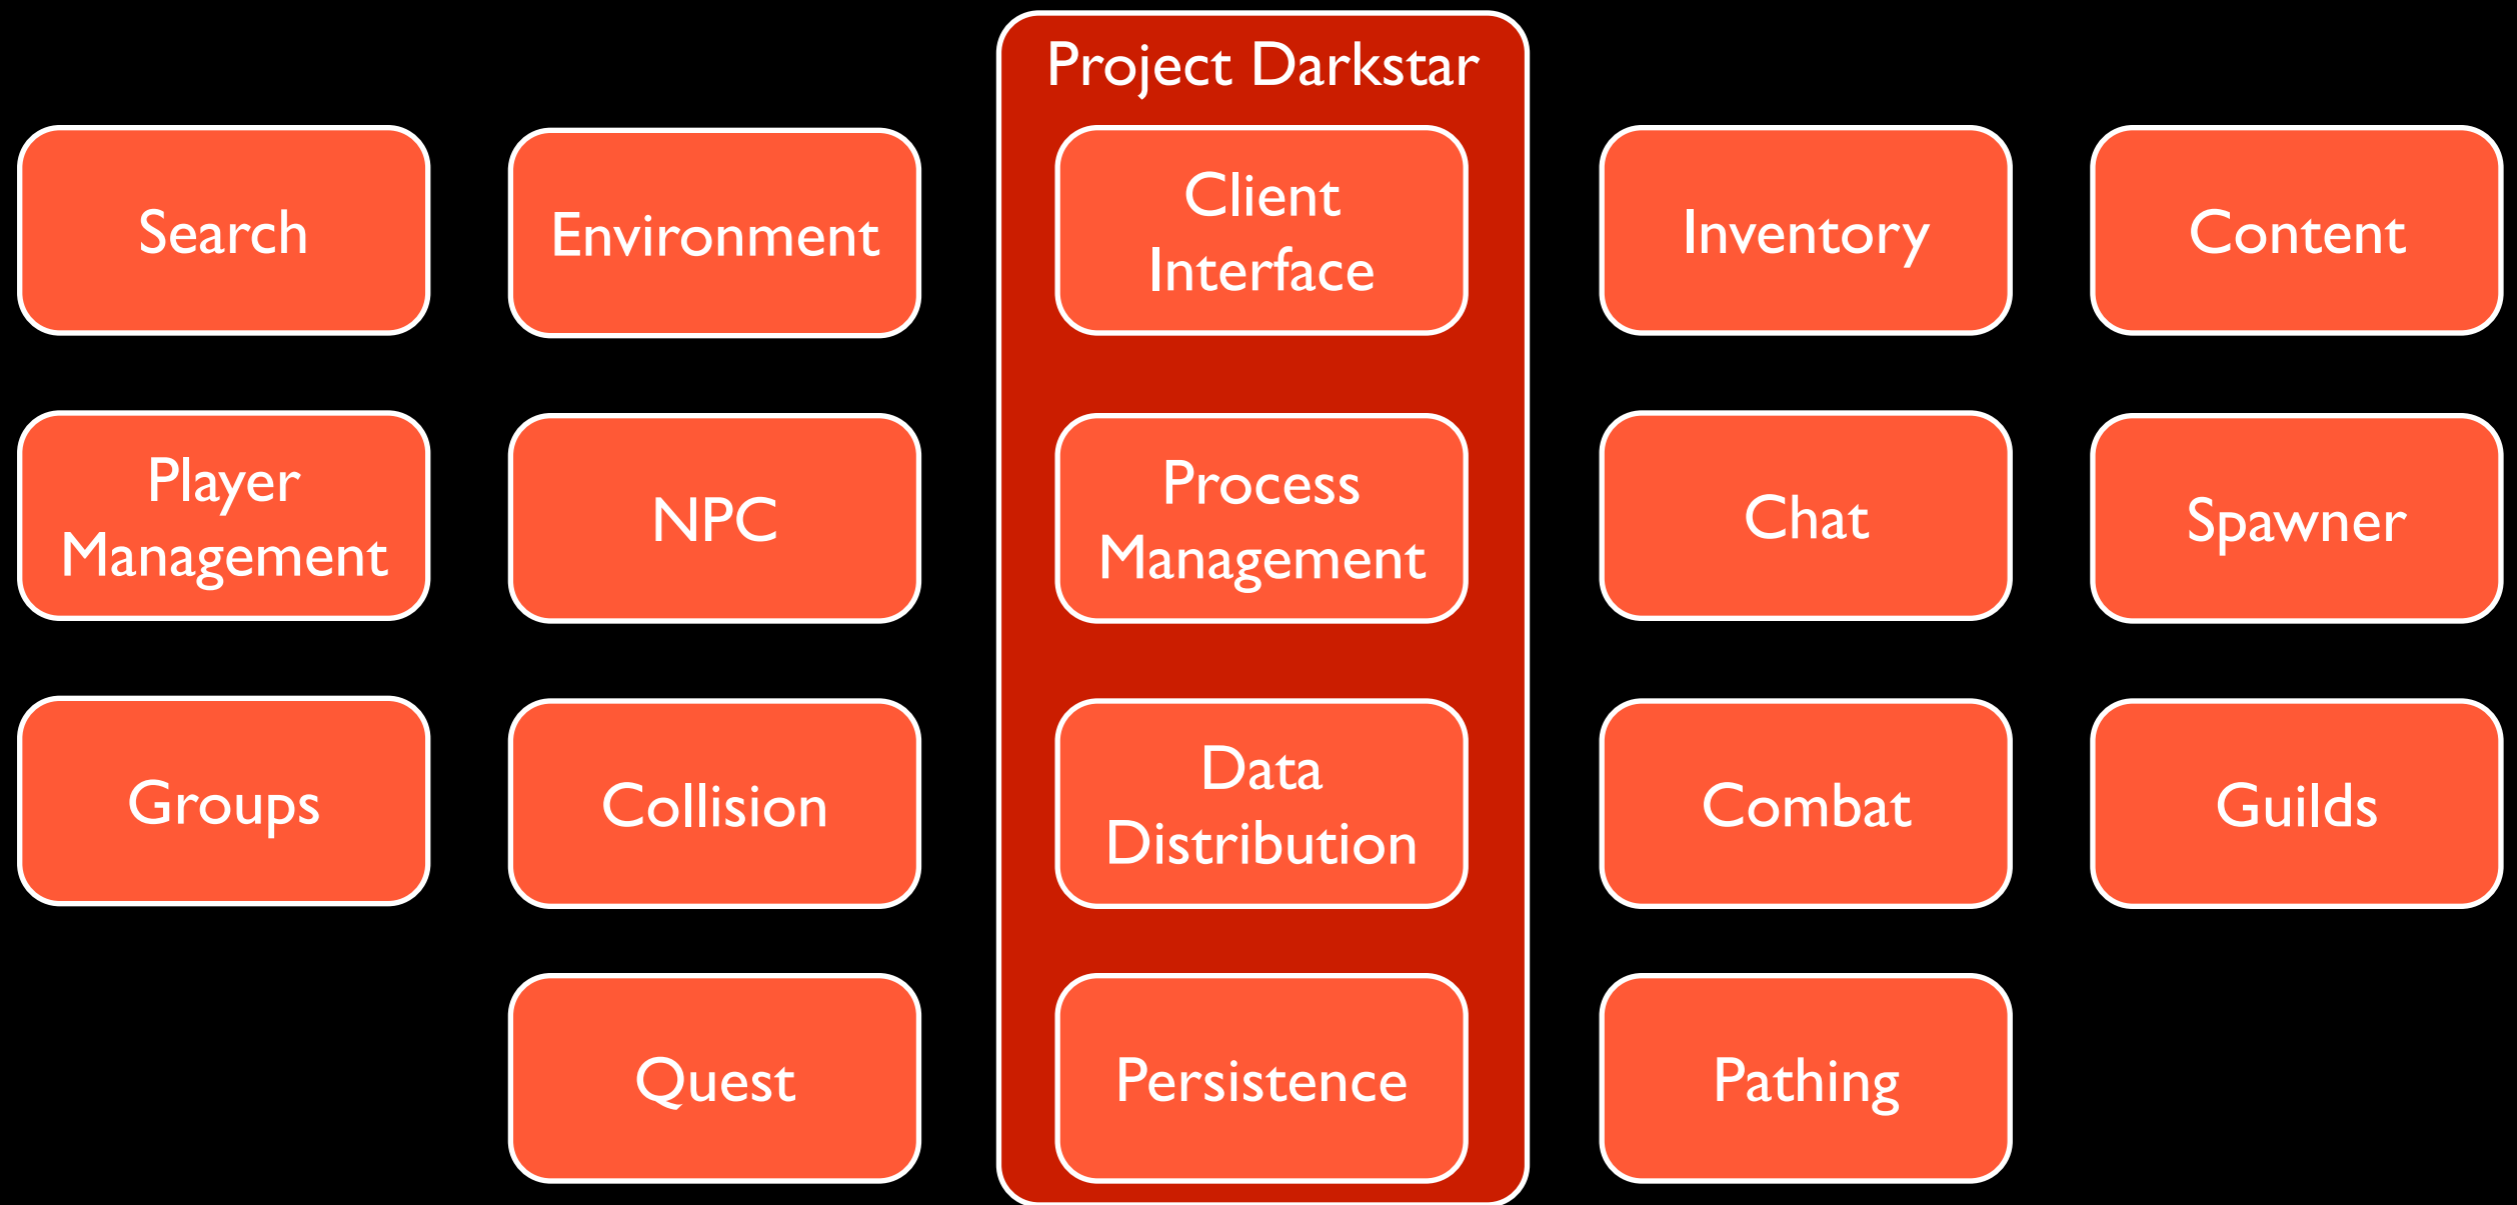 Project Darkstar
Search
Environment
Client
Interface
Inventory
Content
Player
Management
NPC
Process
Management
Chat
Spawner
Groups
Collision
Data
Distribution
Combat
Guilds
Quest
Persistence
Pathing